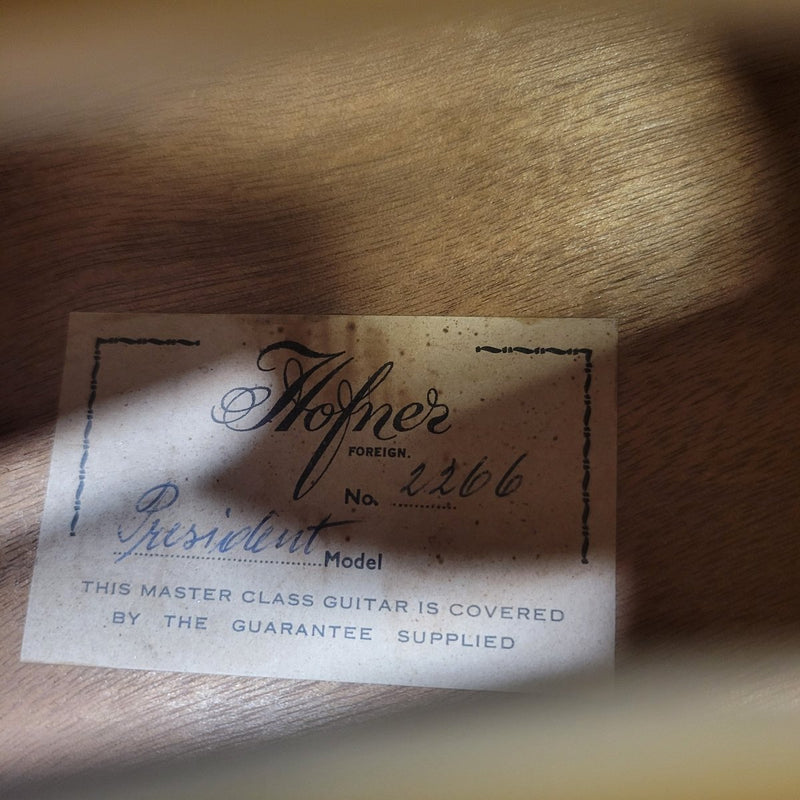 Hofner
FOREIGN.
No. 2266
President Model
THIS MASTER CLASS GUITAR IS COVERED
BY THE GUARANTEE SUPPLIED